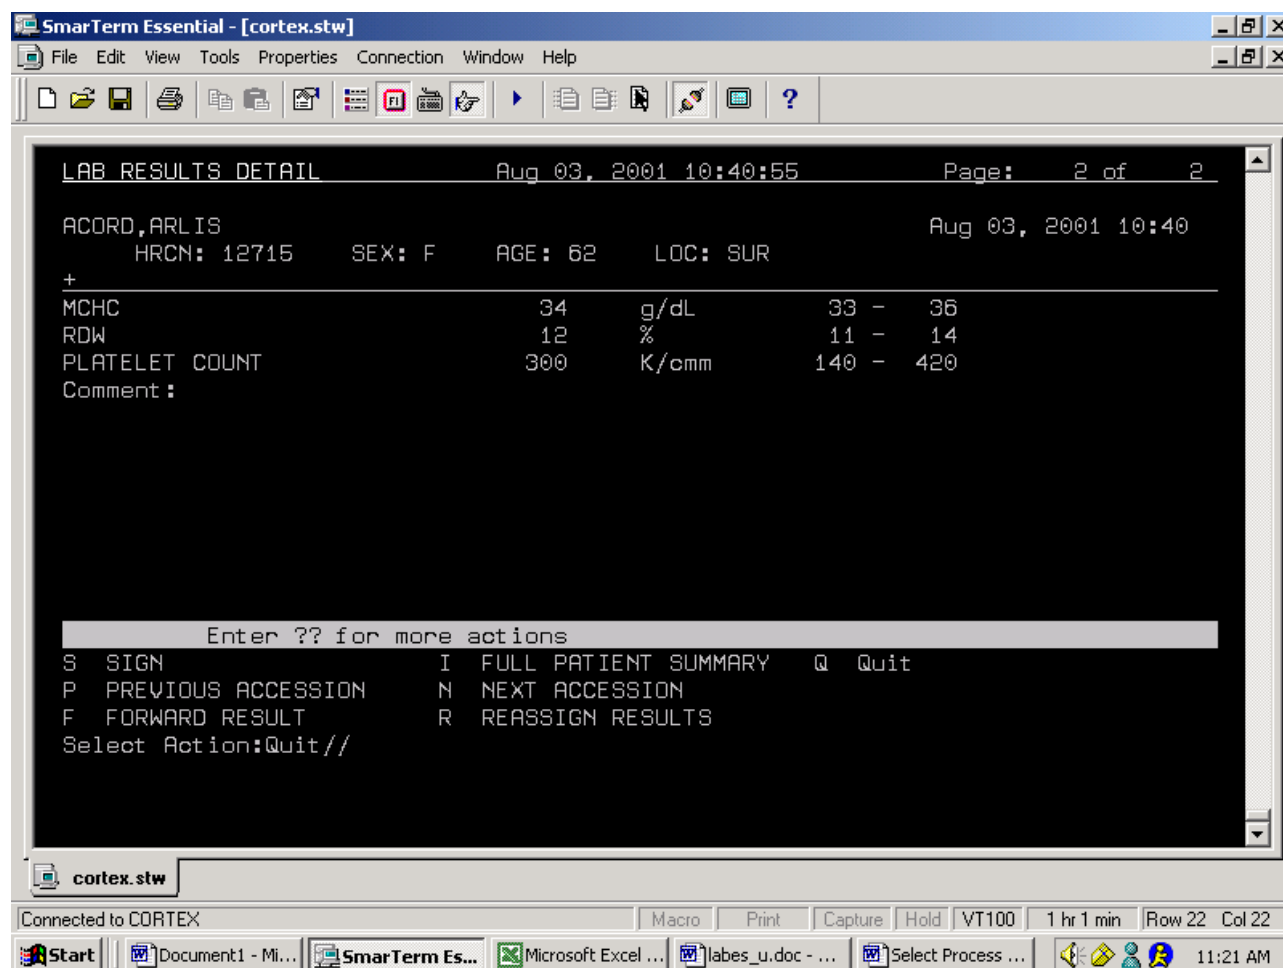 SmarTerm Essential - [cortex.stw]
File Edit View Tools Properties Connection Window Help
LAB RESULTS DETAIL Aug 03, 2001 10:40:55 Page: 2 of 2
ACORD,ARLIS Aug 03, 2001 10:40
HRCN: 12715 SEX: F AGE: 62 LOC: SUR
+
MCHC 34 g/dL 33 - 36
RDW 12 % 11 - 14
PLATELET COUNT 300 K/cmm 140 - 420
Comment:
Enter ?? for more actions
S SIGN I FULL PATIENT SUMMARY Q Quit
P PREVIOUS ACCESSION N NEXT ACCESSION
F FORWARD RESULT R REASSIGN RESULTS
Select Action:Quit//
cortex.stw
Connected to CORTEX Macro Print Capture Hold VT100 1 hr 1 min Row 22 Col 22
Start Document1 - Mi... SmarTerm Es... Microsoft Excel ... labes_u.doc - ... Select Process ... 11:21 AM